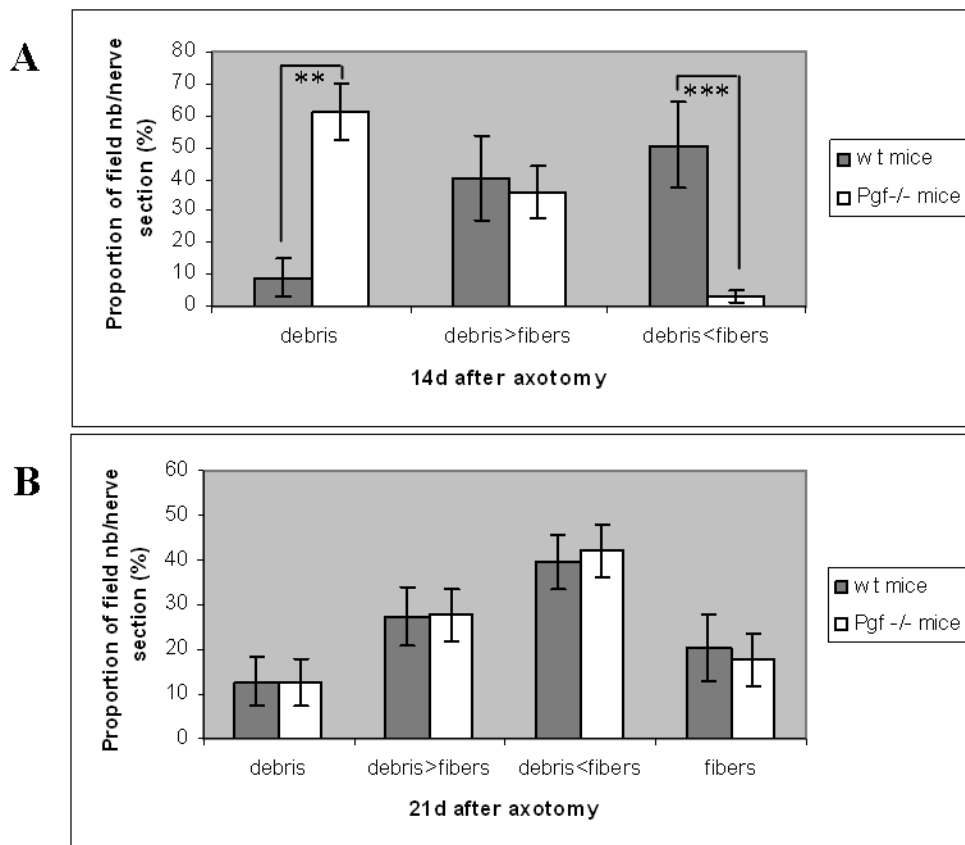 A
Proportion of field nb/nerve
section (%)
80
70
60
50
40
30
20
10
0
**
***
debris
debris>fibers
debris<fibers
14d after axotomy
wt mice
Pgf-/- mice
B
Proportion of field nb/nerve
section (%)
60
50
40
30
20
10
0
debris
debris>fibers
debris<fibers
fibers
21d after axotomy
wt mice
Pgf -/- mice